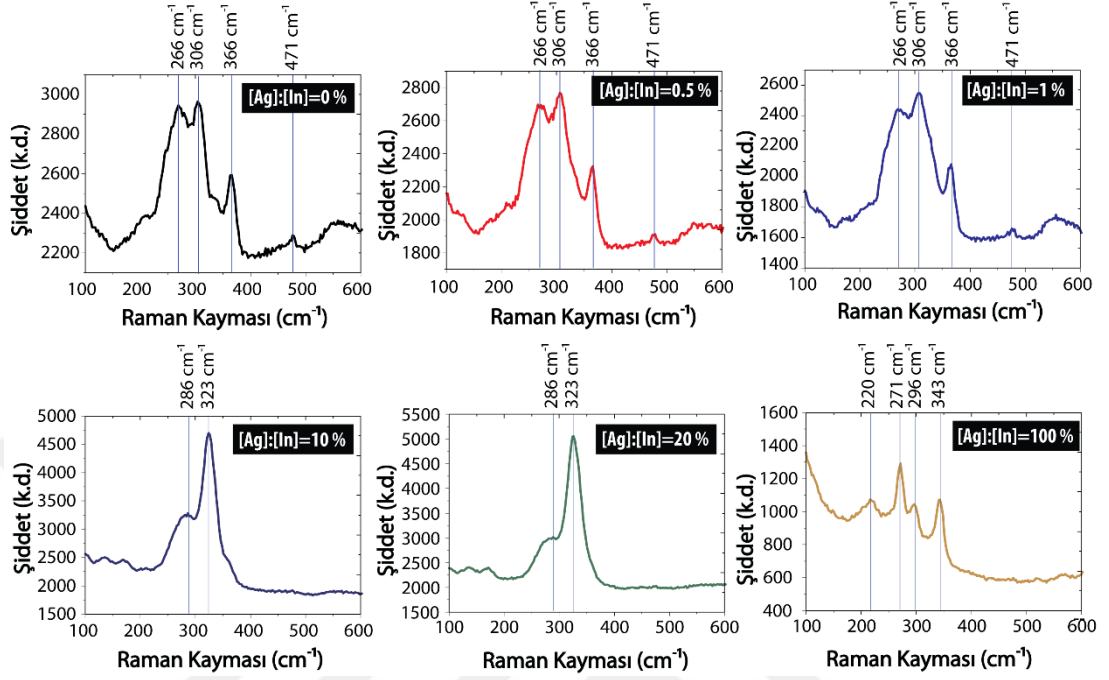 266 cm⁻¹
306 cm⁻¹
366 cm⁻¹
471 cm⁻¹
[Ag]:[In]=0 %
3000
2800
2600
2400
2200
Şiddet (k.d.)
100 200 300 400 500 600
Raman Kayması (cm⁻¹)
266 cm⁻¹
306 cm⁻¹
366 cm⁻¹
471 cm⁻¹
[Ag]:[In]=0.5 %
2800
2600
2400
2200
2000
1800
Şiddet (k.d.)
100 200 300 400 500 600
Raman Kayması (cm⁻¹)
266 cm⁻¹
306 cm⁻¹
366 cm⁻¹
471 cm⁻¹
[Ag]:[In]=1 %
2600
2400
2200
2000
1800
1600
1400
Şiddet (k.d.)
100 200 300 400 500 600
Raman Kayması (cm⁻¹)
286 cm⁻¹
323 cm⁻¹
[Ag]:[In]=10 %
5000
4500
4000
3500
3000
2500
2000
1500
Şiddet (k.d.)
100 200 300 400 500 600
Raman Kayması (cm⁻¹)
286 cm⁻¹
323 cm⁻¹
[Ag]:[In]=20 %
5500
5000
4500
4000
3500
3000
2500
2000
1500
Şiddet (k.d.)
100 200 300 400 500 600
Raman Kayması (cm⁻¹)
220 cm⁻¹
271 cm⁻¹
296 cm⁻¹
343 cm⁻¹
[Ag]:[In]=100 %
1600
1400
1200
1000
800
600
400
Şiddet (k.d.)
100 200 300 400 500 600
Raman Kayması (cm⁻¹)